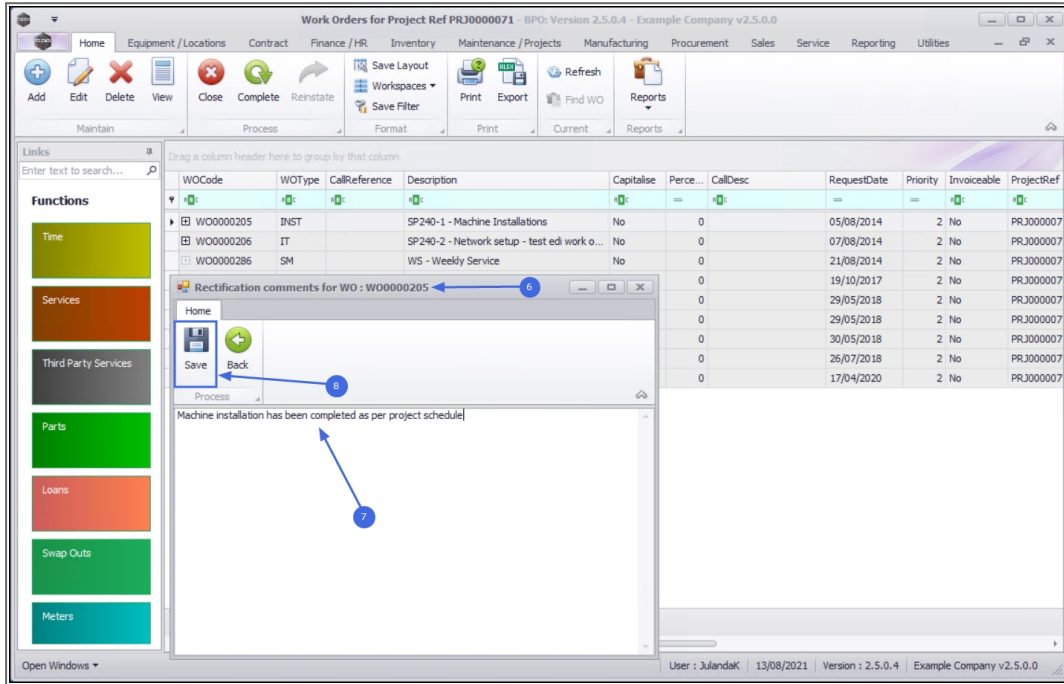 Work Orders for Project Ref PRJ0000071 - BPO: Version 2.5.0.4 - Example Company v2.5.0.0
Home Equipment / Locations Contract Finance / HR Inventory Maintenance / Projects Manufacturing Procurement Sales Service Reporting Utilities
Add Edit Delete View Close Complete Reinstate Save Layout Workspaces Save Filter Print Export Refresh Find WO Reports
Maintain Process Format Print Current Reports
Links
Enter text to search...
Functions
Time
Services
Third Party Services
Parts
Loans
Swap Outs
Meters
Drag a column header here to group by that column
WOCode WOType CallReference Description Capitalise Perce... CallDesc RequestDate Priority Invoiceable ProjectRef
WO0000205 INST SP240-1 - Machine Installations No 0 05/08/2014 2 No PRJ0000007
WO0000206 IT SP240-2 - Network setup - test edi work o... No 0 07/08/2014 2 No PRJ000007
WO0000286 SM WS - Weekly Service No 0 21/08/2014 2 No PRJ000007
0 19/10/2017 2 No PRJ000007
0 29/05/2018 2 No PRJ000007
0 29/05/2018 2 No PRJ000007
0 30/05/2018 2 No PRJ000007
0 26/07/2018 2 No PRJ000007
0 17/04/2020 2 No PRJ000007
Rectification comments for WO : WO0000205
6
Home
Save Back
8
Process
Machine installation has been completed as per project schedule
7
Open Windows
User : JulandaK 13/08/2021 Version : 2.5.0.4 Example Company v2.5.0.0